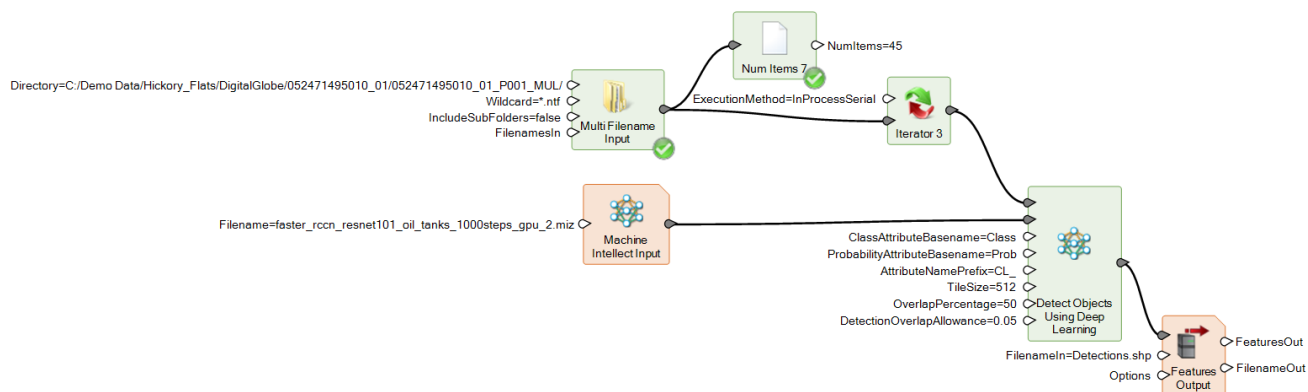 NumItems=45
Num Items 7
Directory=C:/Demo Data/Hickory_Flats/DigitalGlobe/052471495010_01/052471495010_01_P001_MUL/
Wildcard=*.ntf
IncludeSubFolders=false
FilenamesIn
Multi Filename
Input
ExecutionMethod=InProcessSerial
Iterator 3
Filename=faster_rccn_resnet101_oil_tanks_1000steps_gpu_2.miz
Machine
Intellect Input
ClassAttributeBasename=Class
ProbabilityAttributeBasename=Prob
AttributeNamePrefix=CL_
TileSize=512
OverlapPercentage=50
DetectionOverlapAllowance=0.05
Detect Objects
Using Deep
Learning
FilenameIn=Detections.shp
Options
Features
Output
FeaturesOut
FilenameOut